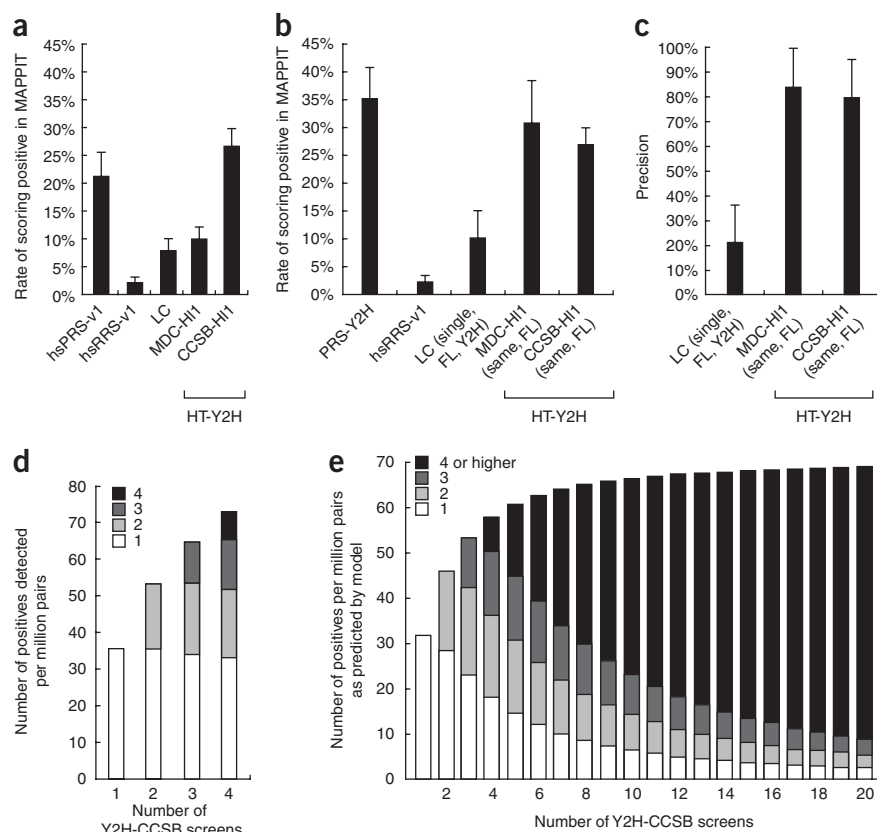 a
Rate of scoring positive in MAPPIT
45%
40%
35%
30%
25%
20%
15%
10%
5%
0%
hsPRS-v1
hsRRS-v1
LC
MDC-HI1
CCSB-HI1
HT-Y2H
b
Rate of scoring positive in MAPPIT
45%
40%
35%
30%
25%
20%
15%
10%
5%
0%
PRS-Y2H
hsRRS-v1
LC (single,
FL, Y2H)
MDC-HI1
(same, FL)
CCSB-HI1
(same, FL)
HT-Y2H
c
Precision
100%
90%
80%
70%
60%
50%
40%
30%
20%
10%
0%
LC (single,
FL, Y2H)
MDC-HI1
(same, FL)
CCSB-HI1
(same, FL)
HT-Y2H
d
Number of positives detected
per million pairs
80
70
60
50
40
30
20
10
0
4
3
2
1
1 2 3 4
Number of
Y2H-CCSB screens
e
Number of positives per million pairs
as predicted by model
70
60
50
40
30
20
10
0
4 or higher
3
2
1
2 4 6 8 10 12 14 16 18 20
Number of Y2H-CCSB screens